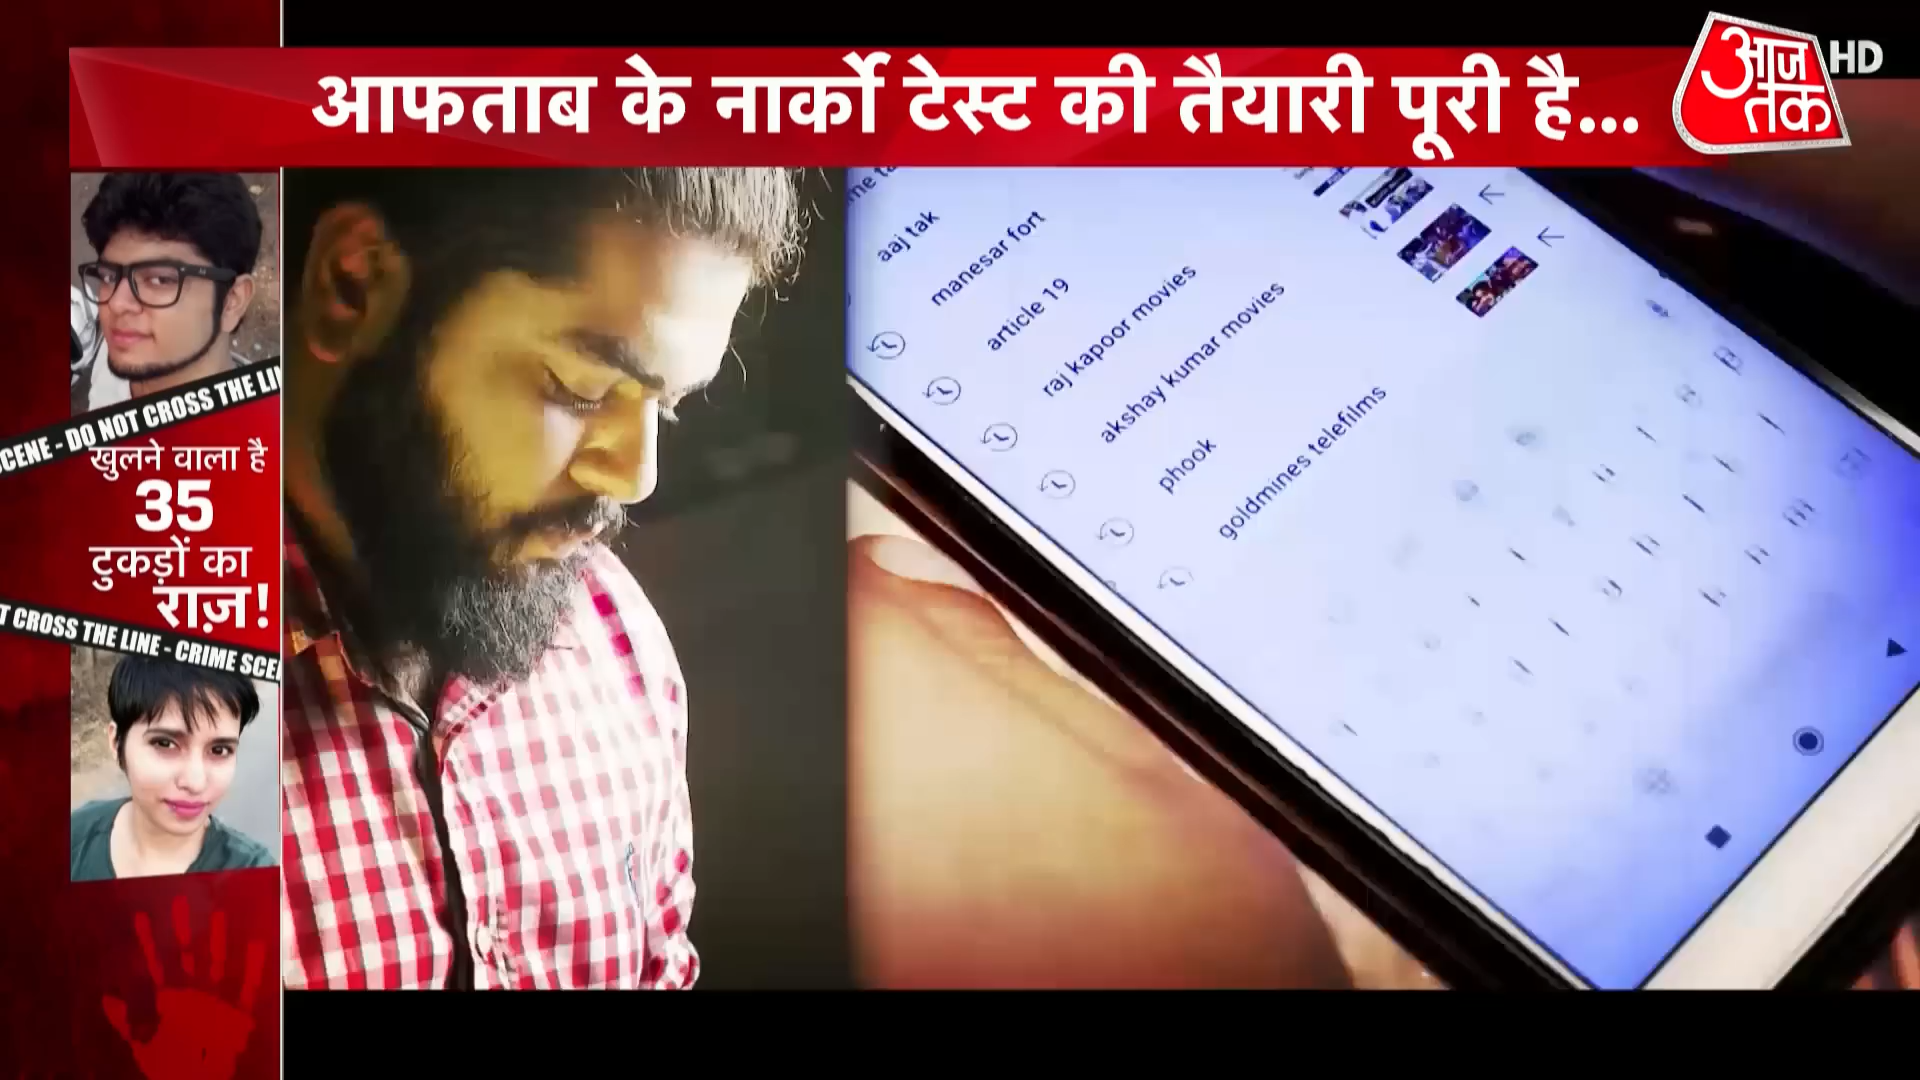 आफताब के नार्को टेस्ट की तैयारी पूरी है...
आज
तक
HD
SCENE - DO NOT CROSS THE LI
खुलने वाला है
35
टुकड़ों का
राज़!
T CROSS THE LINE - CRIME SCE
aaj tak
manesar fort
article 19
raj kapoor movies
akshay kumar movies
phook
goldmines telefilms